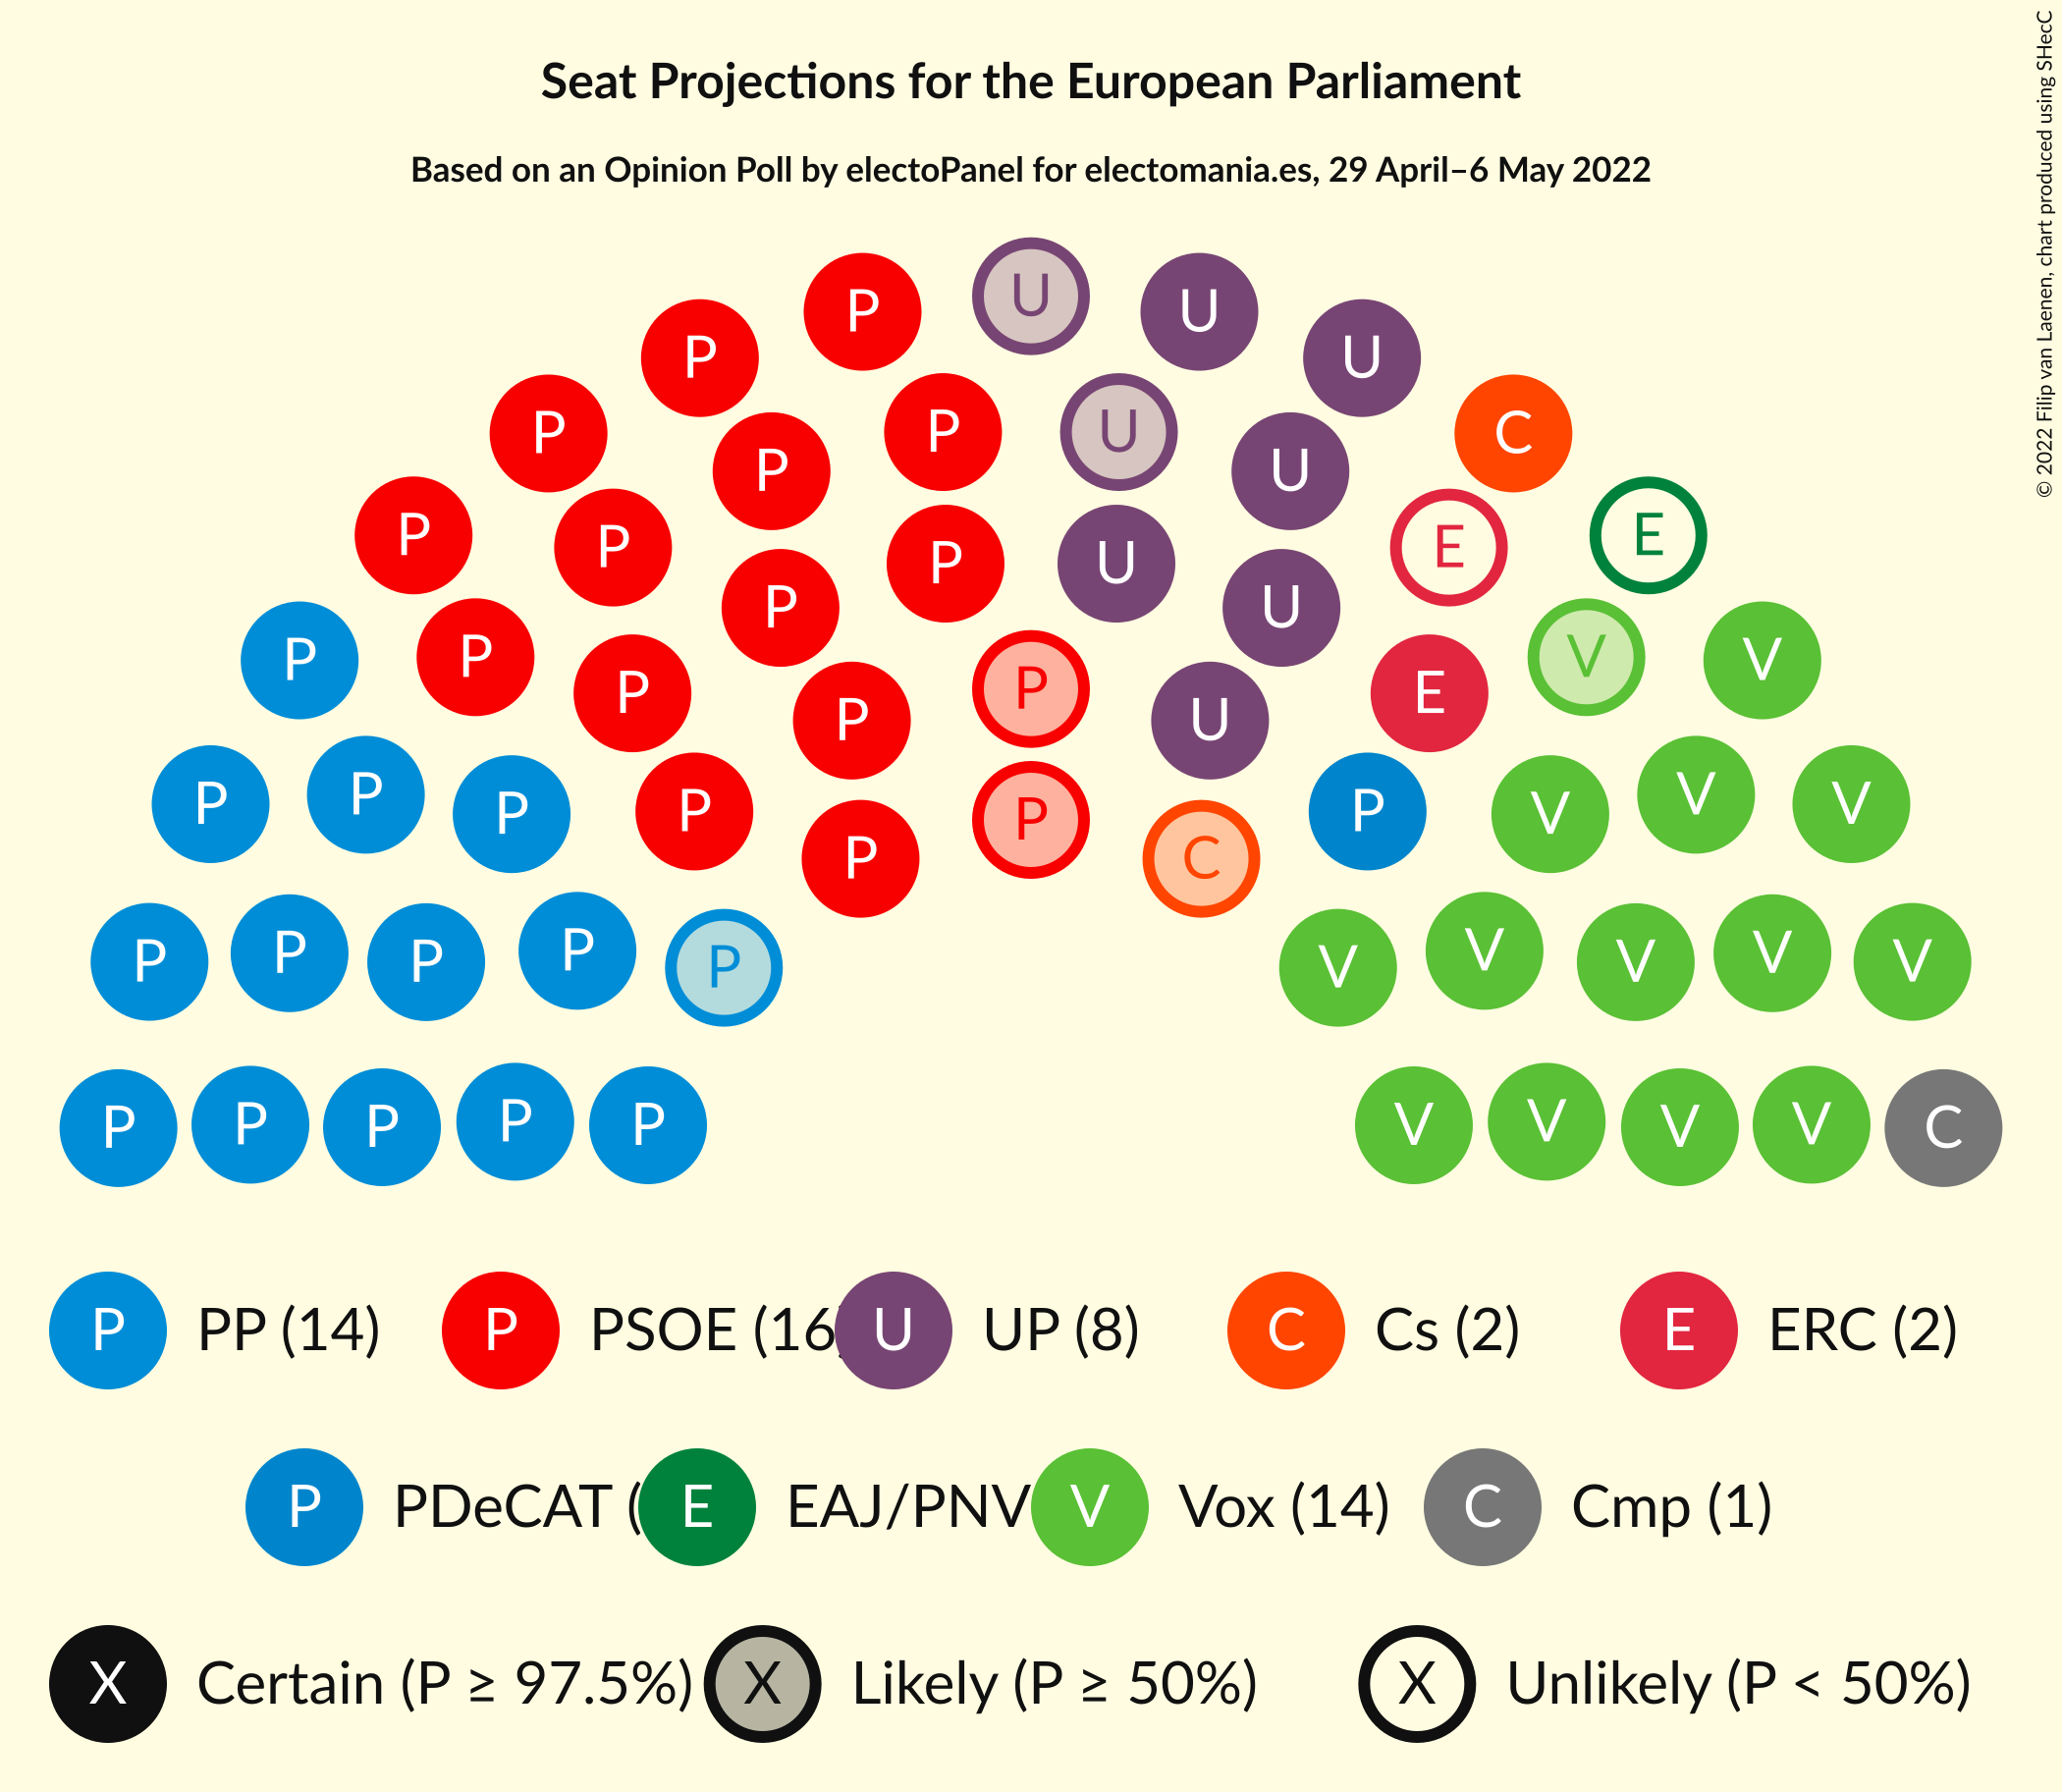 Seat Projections for the European Parliament
Based on an Opinion Poll by electoPanel for electomania.es, 29 April–6 May 2022
© 2022 Filip van Laenen, chart produced using SHecC
U
P U
P U
P P U C
P U
P P P U E E
P U
P P P P P U E V V
P P P P P P V V V
P C
P P P P P V V V V V
P P P P P V V V V C
P PP (14) P PSOE (16 U UP (8) C Cs (2) E ERC (2)
P PDeCAT ( E EAJ/PNV V Vox (14) C Cmp (1)
X Certain (P ≥ 97.5%) X Likely (P ≥ 50%) X Unlikely (P < 50%)